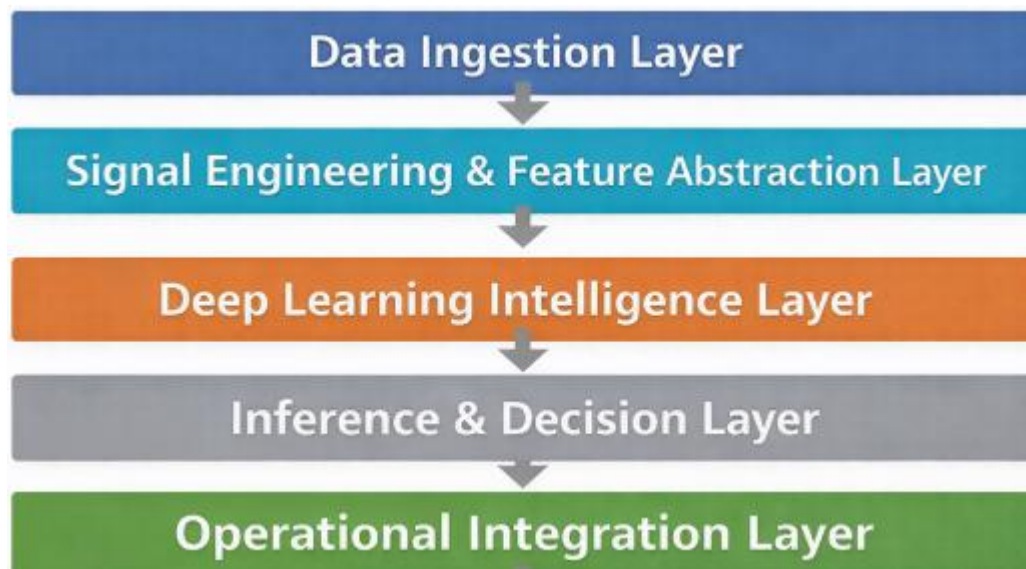 Data Ingestion Layer
Signal Engineering & Feature Abstraction Layer
Deep Learning Intelligence Layer
Inference & Decision Layer
Operational Integration Layer